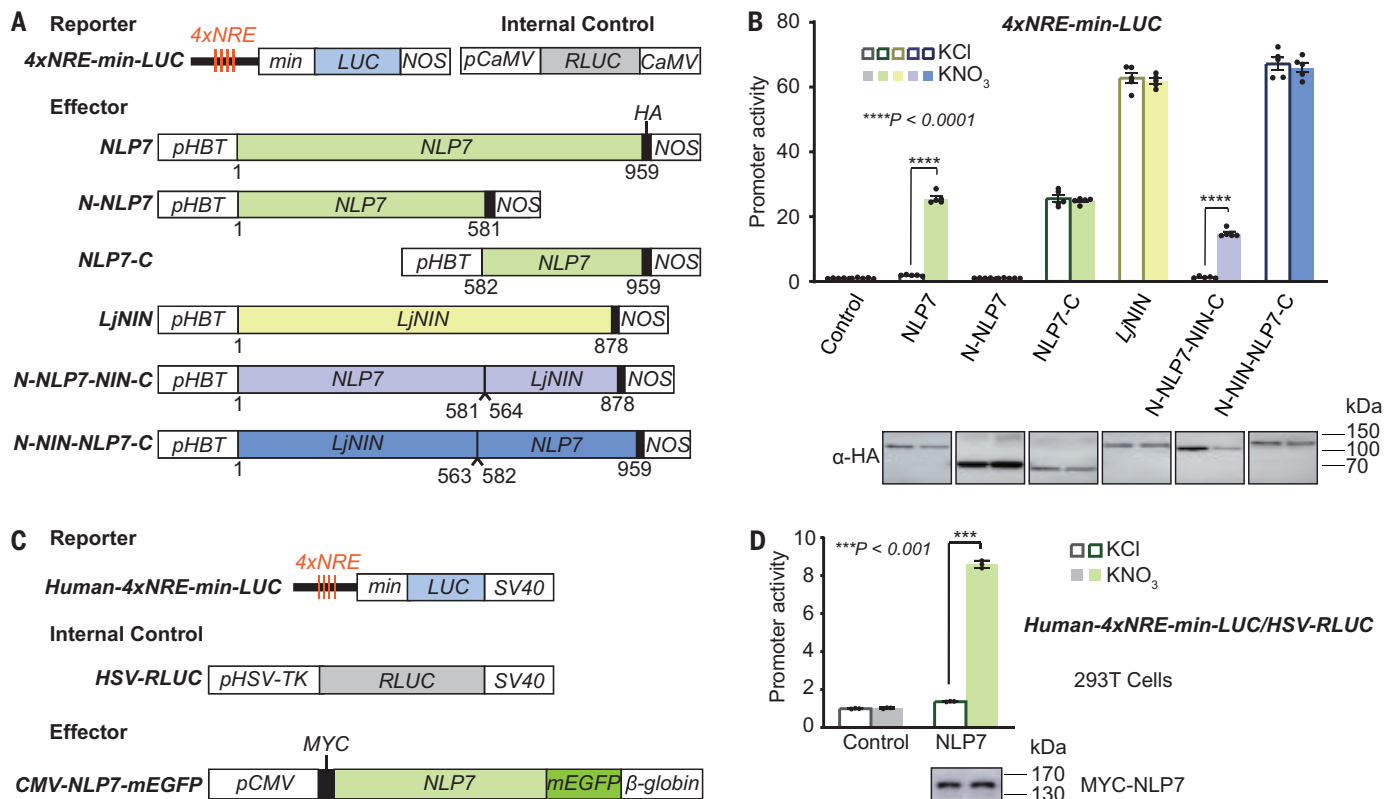 A
Reporter
Internal Control
4xNRE
4xNRE-min-LUC
min
LUC
NOS
pCaMV
RLUC
CaMV
Effector
HA
NLP7
pHBT
NLP7
NOS
1
959
N-NLP7
pHBT
NLP7
NOS
1
581
NLP7-C
pHBT
NLP7
NOS
582
959
LjNIN
pHBT
LjNIN
NOS
1
878
N-NLP7-NIN-C
pHBT
NLP7
LjNIN
NOS
1
581
564
878
N-NIN-NLP7-C
pHBT
LjNIN
NLP7
NOS
1
563
582
959
B
4xNRE-min-LUC
KCl
KNO3
****P < 0.0001
****
****
Promoter activity
80
60
40
20
0
Control
NLP7
N-NLP7
NLP7-C
LjNIN
N-NLP7-NIN-C
N-NIN-NLP7-C
kDa
α-HA
150
100
70
C
Reporter
4xNRE
Human-4xNRE-min-LUC
min
LUC
SV40
Internal Control
HSV-RLUC
pHSV-TK
RLUC
SV40
Effector
MYC
CMV-NLP7-mEGFP
pCMV
NLP7
mEGFP
β-globin
D
***P < 0.001
***
KCl
KNO3
Promoter activity
10
8
6
4
2
0
Human-4xNRE-min-LUC/HSV-RLUC
293T Cells
Control
NLP7
kDa
170
130
MYC-NLP7